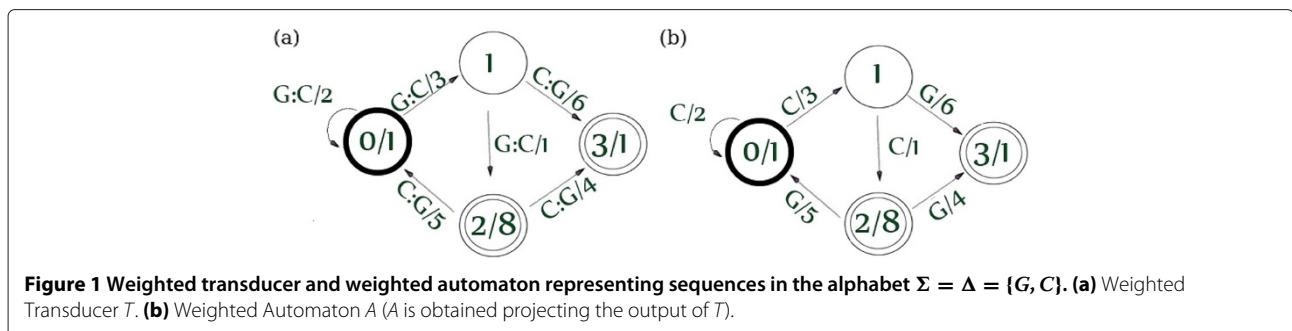 (a)
1
G:C/2
G:C/3
C:G/6
0/1
G:C/1
3/1
C:G/5
C:G/4
2/8
(b)
1
C/2
C/3
G/6
0/1
C/1
3/1
G/5
G/4
2/8
Figure 1 Weighted transducer and weighted automaton representing sequences in the alphabet Σ = Δ = {G, C}. (a) Weighted
Transducer T. (b) Weighted Automaton A (A is obtained projecting the output of T).